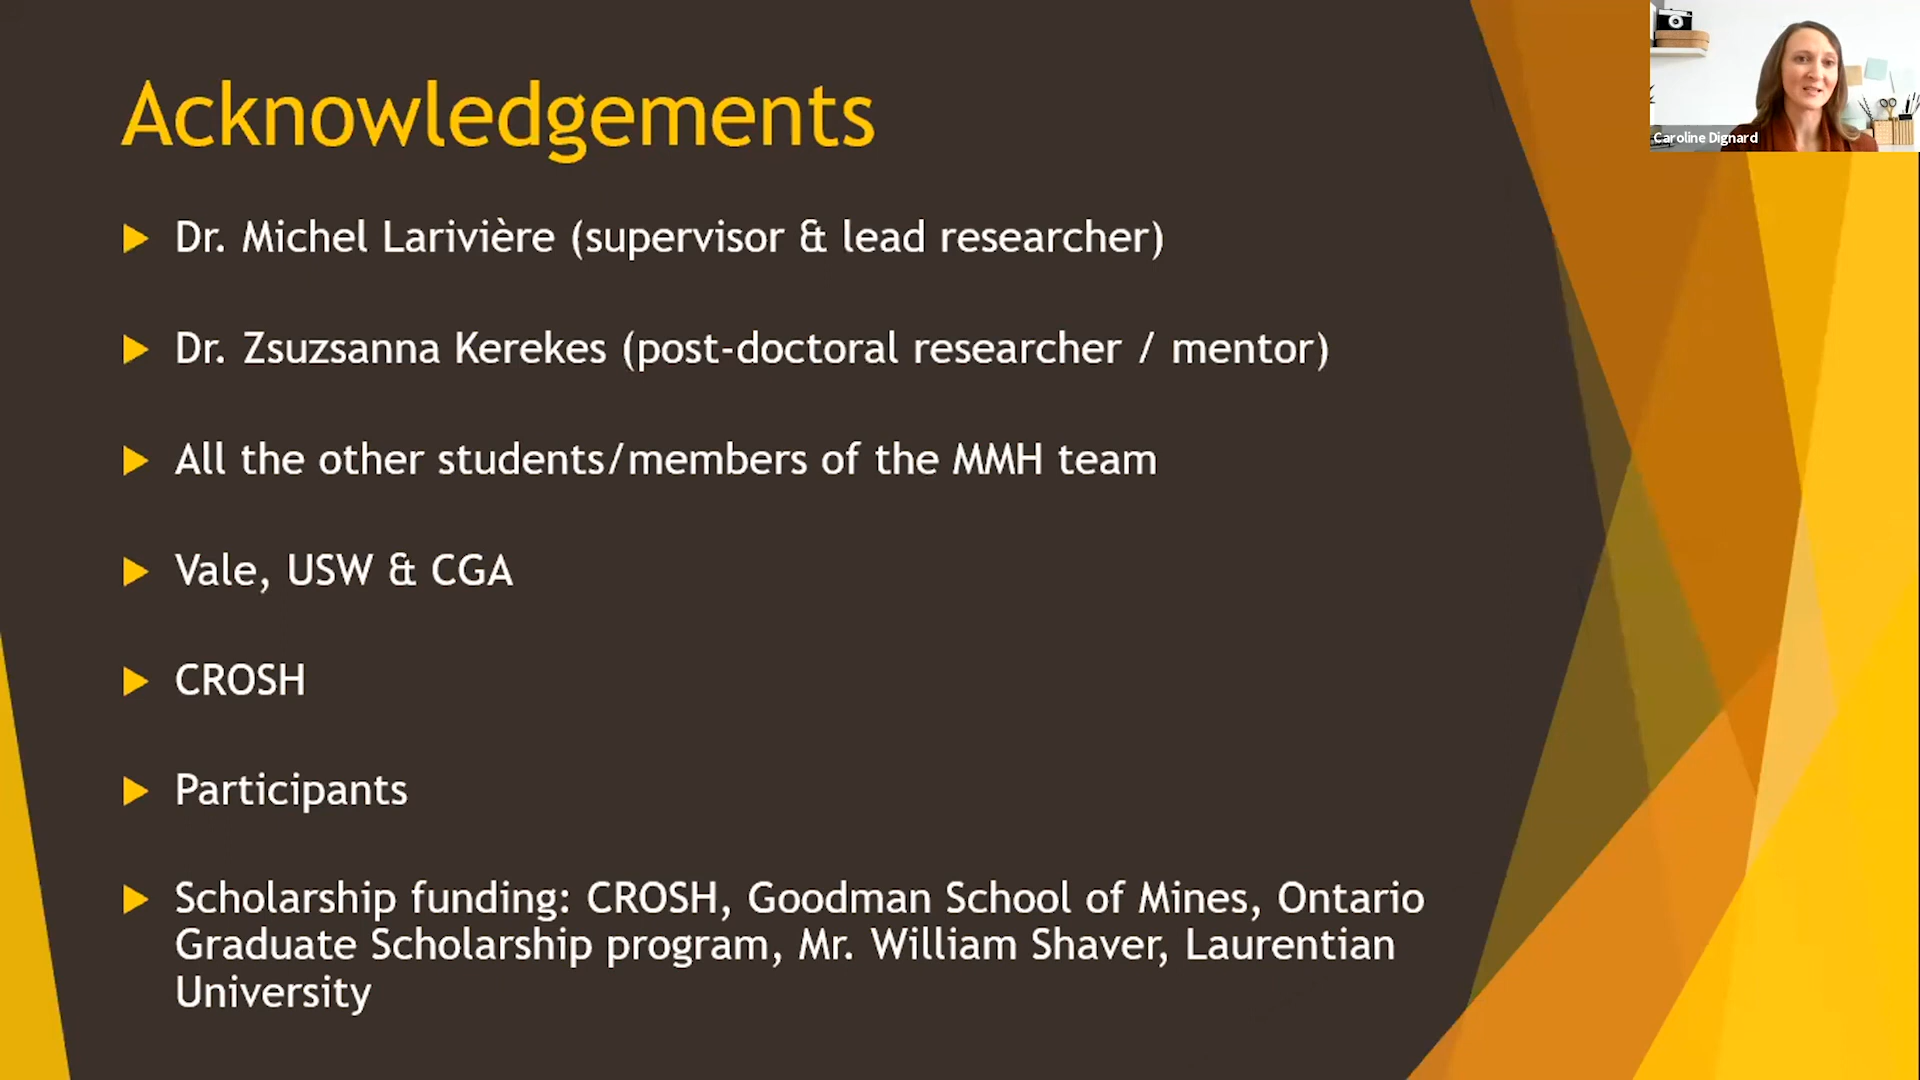 Acknowledgements
Caroline Dignard
Dr. Michel Larivière (supervisor & lead researcher)
Dr. Zsuzsanna Kerekes (post-doctoral researcher / mentor)
All the other students/members of the MMH team
Vale, USW & CGA
CROSH
Participants
Scholarship funding: CROSH, Goodman School of Mines, Ontario
Graduate Scholarship program, Mr. William Shaver, Laurentian
University